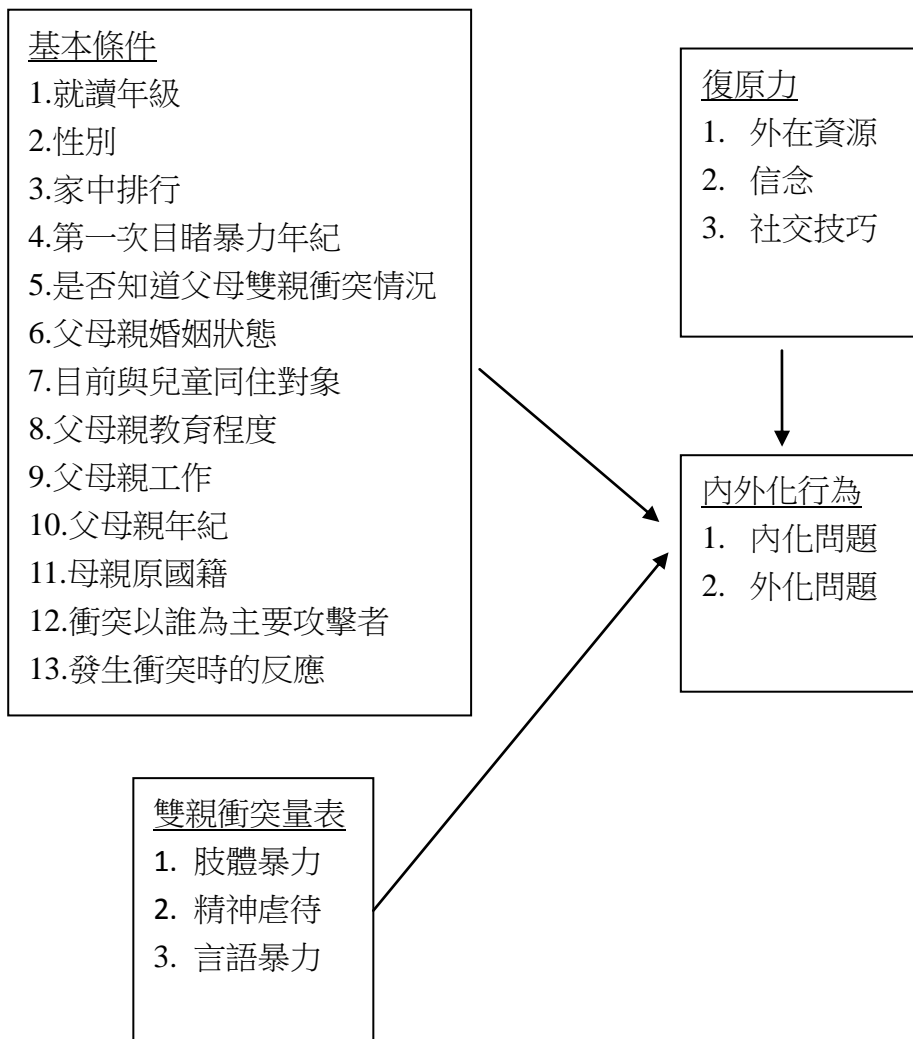 基本條件
1.就讀年級
2.性別
3.家中排行
4.第一次目睹暴力年紀
5.是否知道父母雙親衝突情況
6.父母親婚姻狀態
7.目前與兒童同住對象
8.父母親教育程度
9.父母親工作
10.父母親年紀
11.母親原國籍
12.衝突以誰為主要攻擊者
13.發生衝突時的反應
復原力
1. 外在資源
2. 信念
3. 社交技巧
內外化行為
1. 內化問題
2. 外化問題
雙親衝突量表
1. 肢體暴力
2. 精神虐待
3. 言語暴力